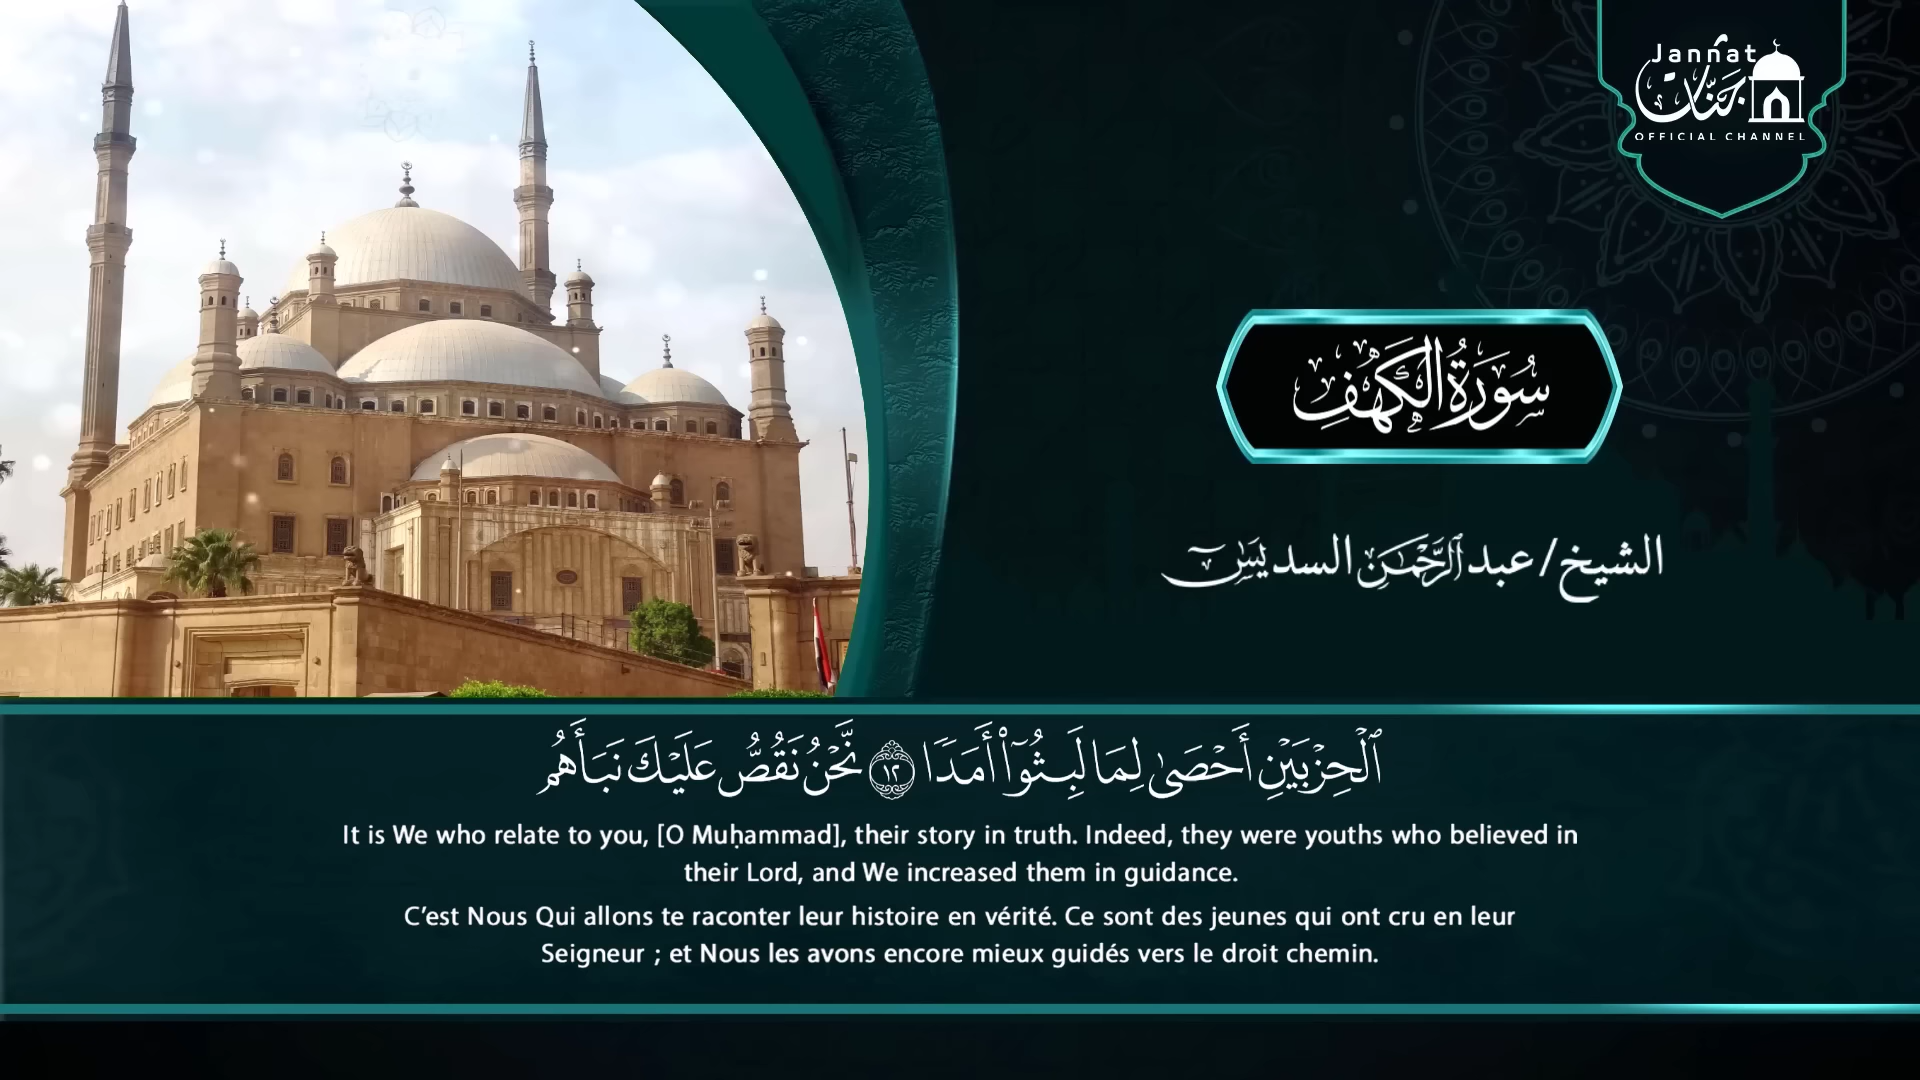 Jannat
جَنَّات
OFFICIAL CHANNEL
سُورَةُ الكَهْفِ
الشيخ/عبد الرَّحْمَٰن السديس
ٱلْحِزْبَيْنِ أَحْصَىٰ لِمَا لَبِثُوٓا۟ أَمَدًا ١٢ نَّحْنُ نَقُصُّ عَلَيْكَ نَبَأَهُم
It is We who relate to you, [O Muḥammad], their story in truth. Indeed, they were youths who believed in
their Lord, and We increased them in guidance.
C’est Nous Qui allons te raconter leur histoire en vérité. Ce sont des jeunes qui ont cru en leur
Seigneur ; et Nous les avons encore mieux guidés vers le droit chemin.